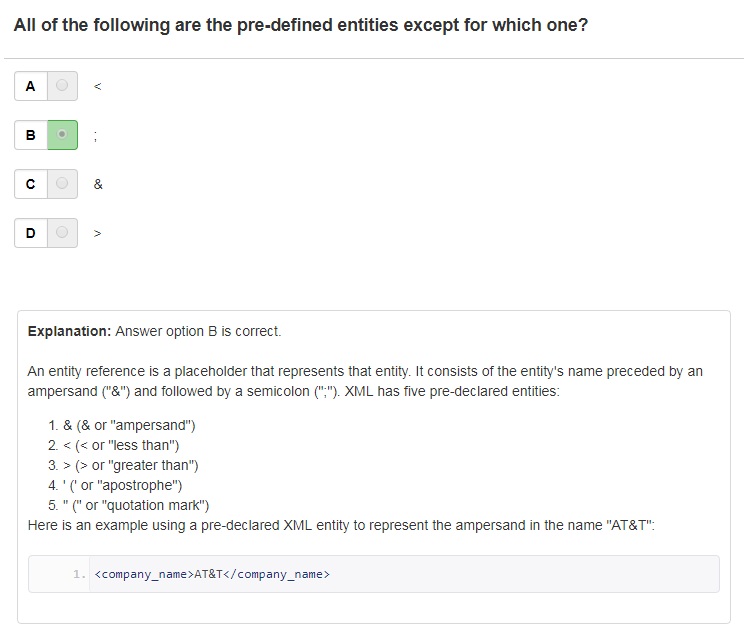 All of the following are the pre-defined entities except for which one?
A <
B ;
C &
D >
Explanation: Answer option B is correct.
An entity reference is a placeholder that represents that entity. It consists of the entity's name preceded by an
ampersand ("&") and followed by a semicolon (";"). XML has five pre-declared entities:
1. & (& or "ampersand")
2. < (< or "less than")
3. > (> or "greater than")
4. ' (' or "apostrophe")
5. " (" or "quotation mark")
Here is an example using a pre-declared XML entity to represent the ampersand in the name "AT&T":
1. <company_name>AT&T</company_name>